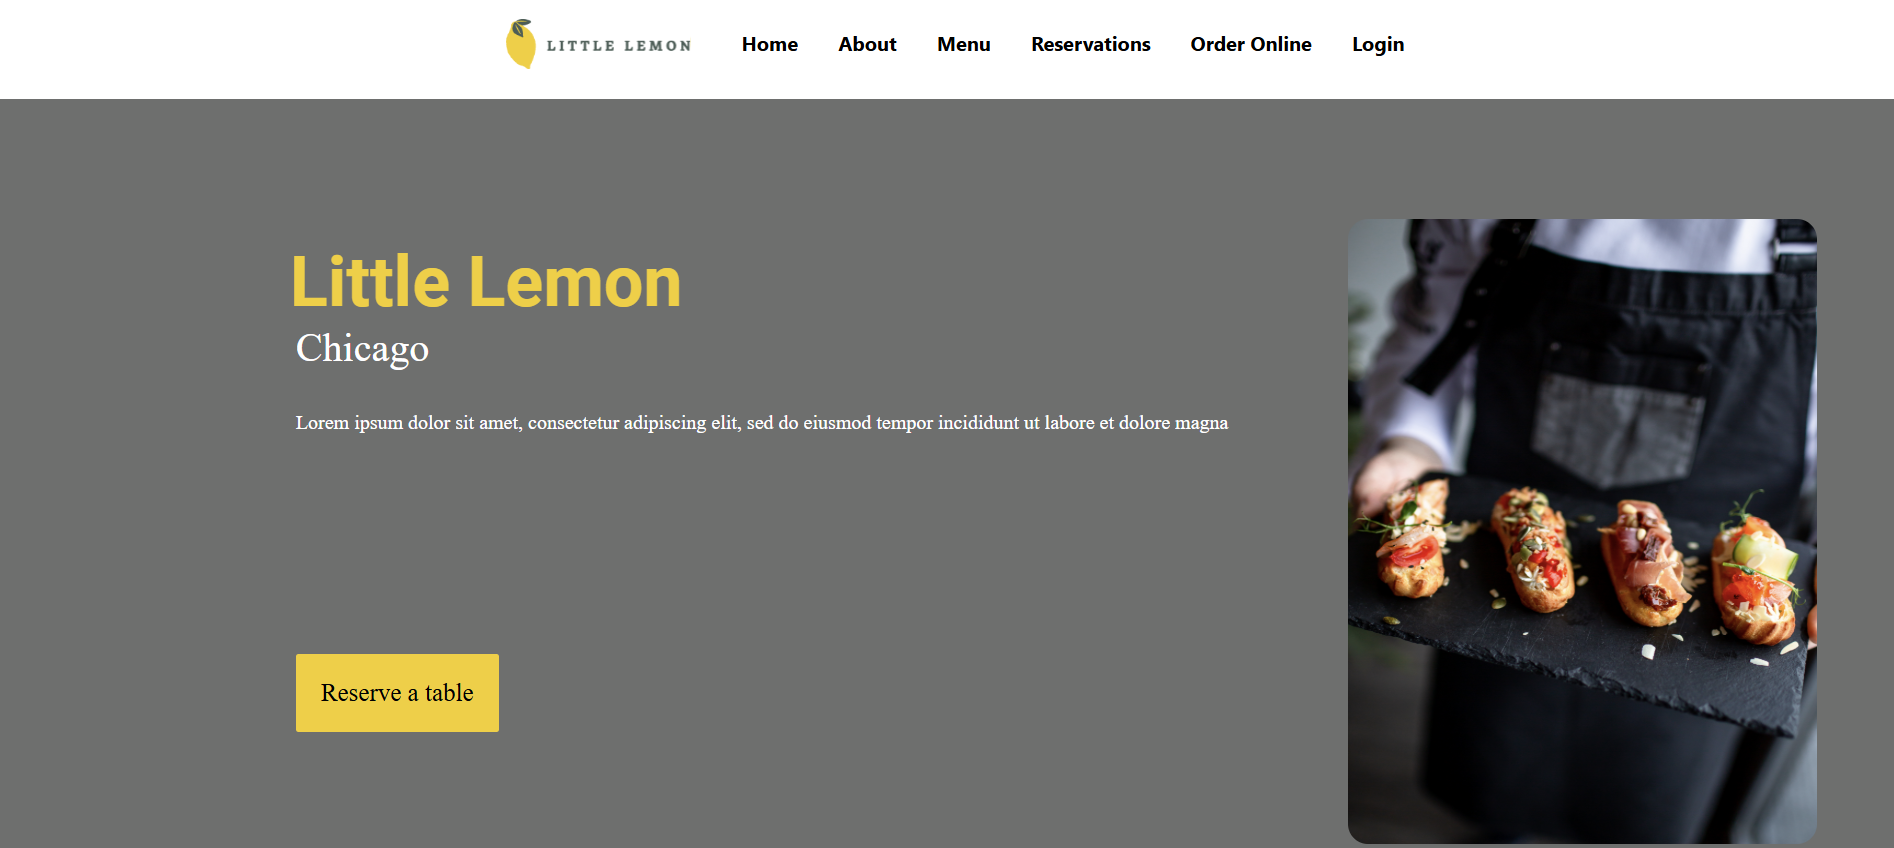 LITTLE LEMON
Home About Menu Reservations Order Online Login
Little Lemon
Chicago
Lorem ipsum dolor sit amet, consectetur adipiscing elit, sed do eiusmod tempor incididunt ut labore et dolore magna
Reserve a table